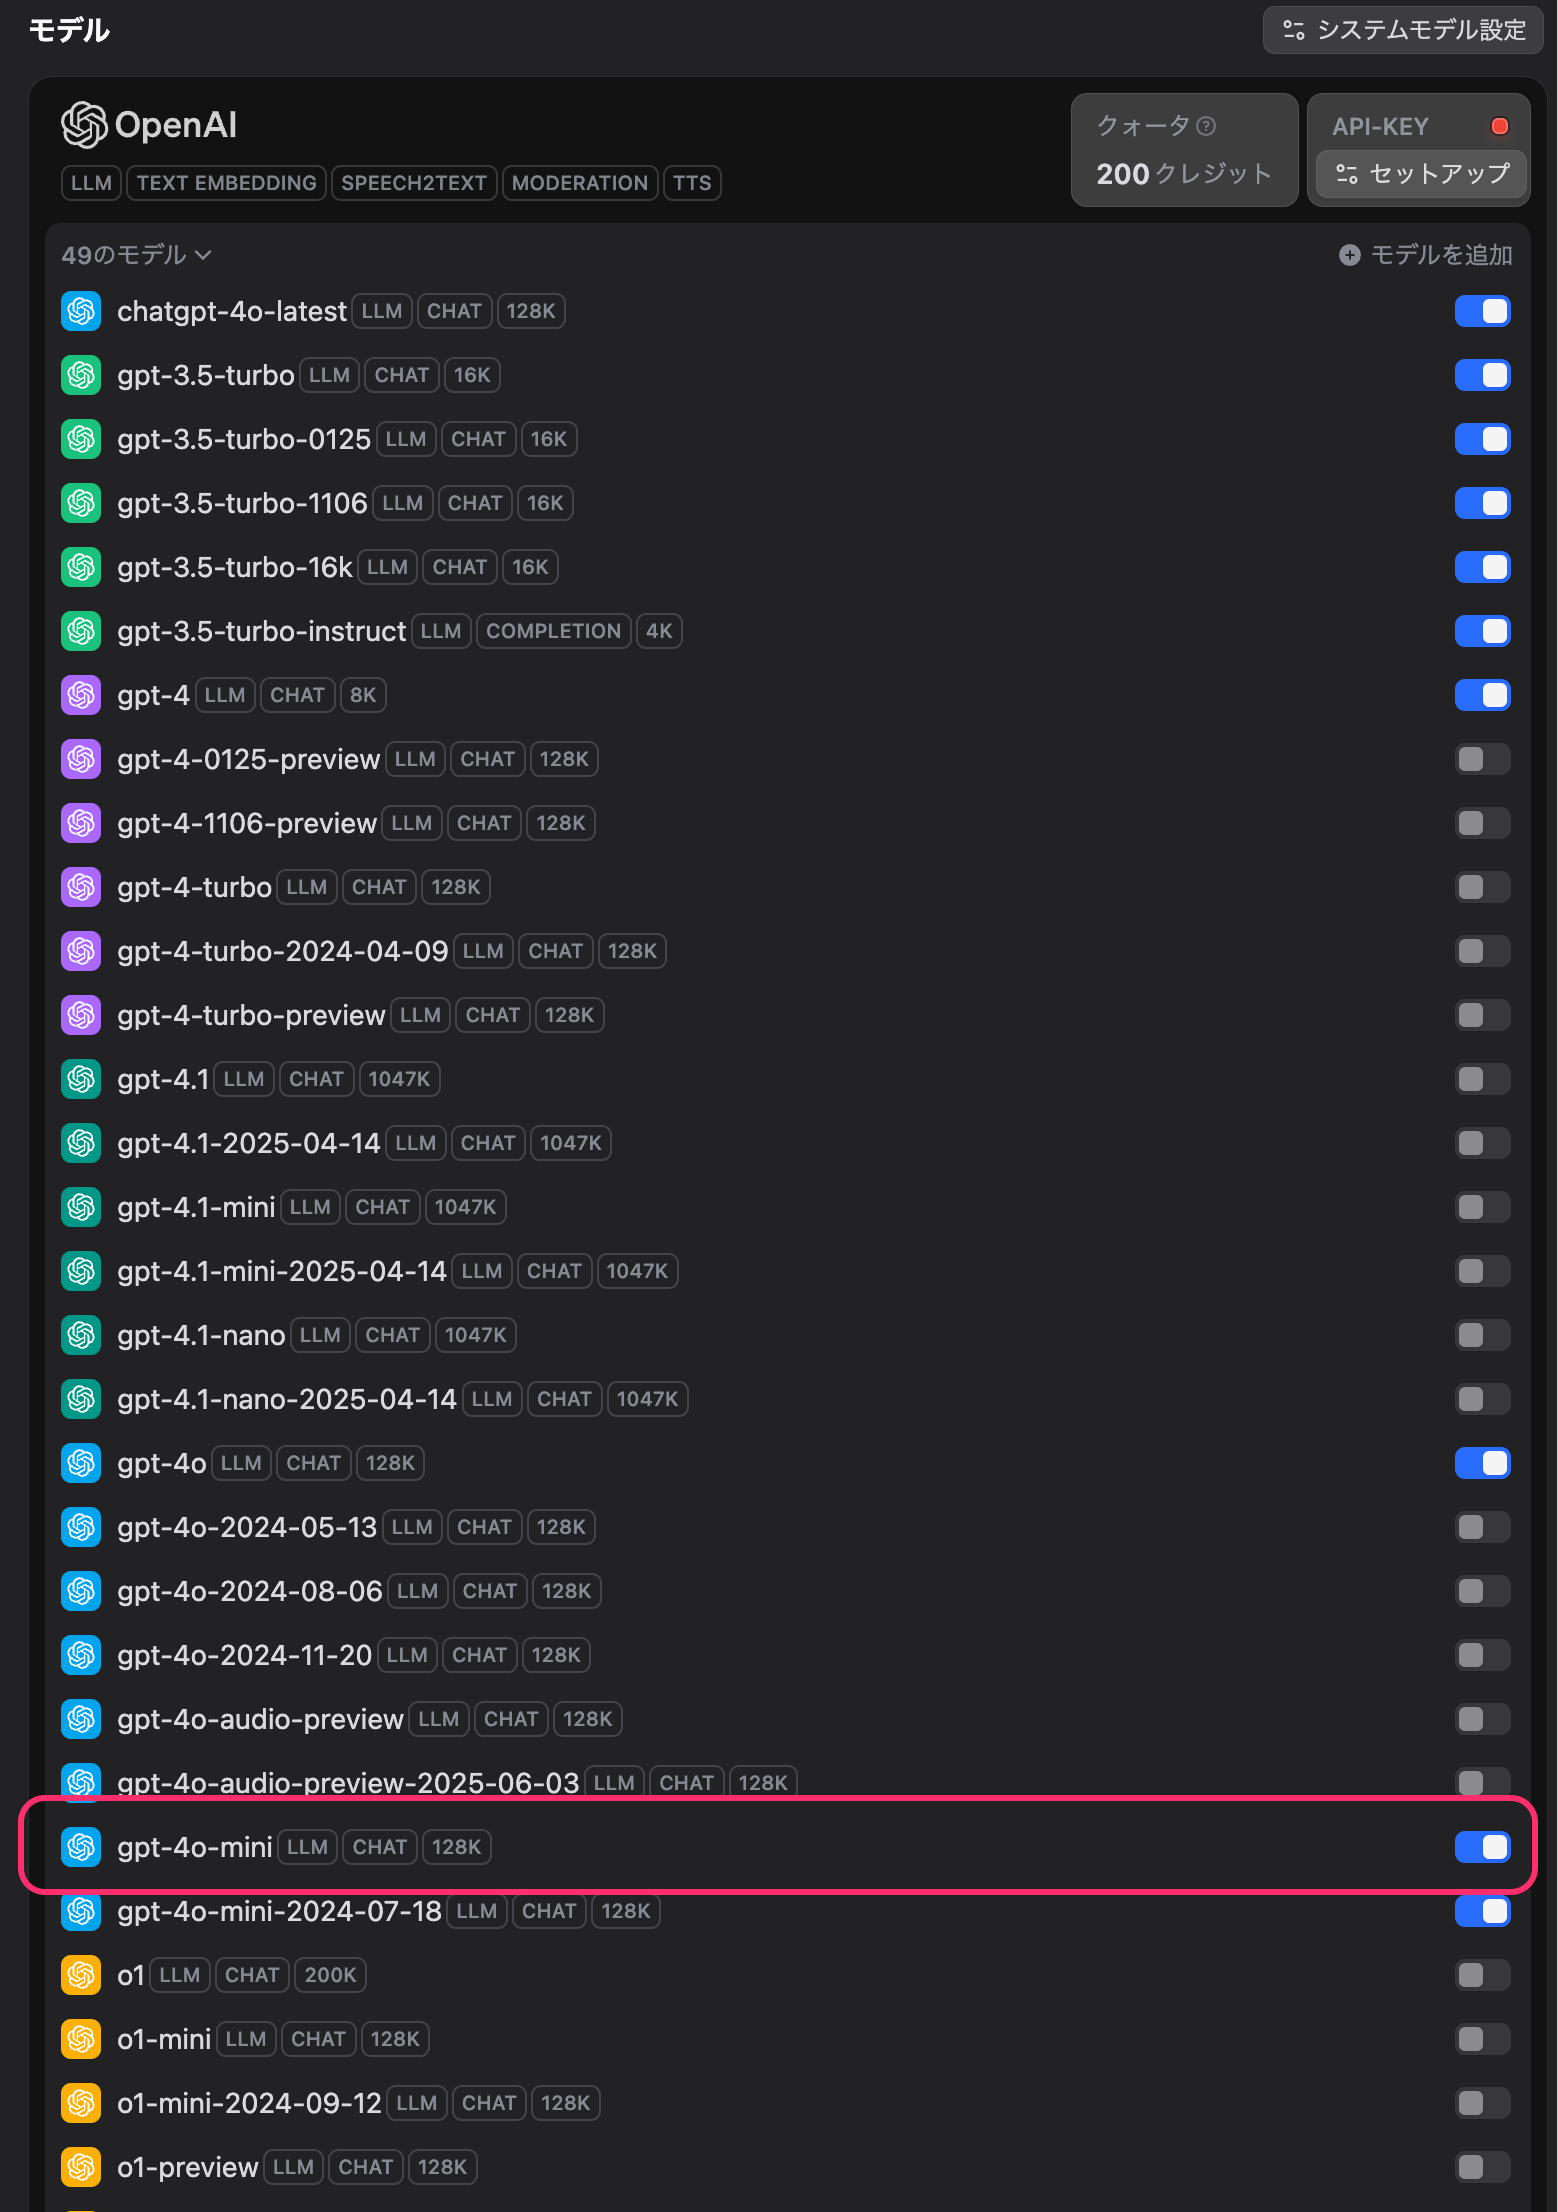 モデル
システムモデル設定
OpenAI
LLM TEXT EMBEDDING SPEECH2TEXT MODERATION TTS
クォータ
200 クレジット
API-KEY
セットアップ
49のモデル
モデルを追加
chatgpt-4o-latest LLM CHAT 128K
gpt-3.5-turbo LLM CHAT 16K
gpt-3.5-turbo-0125 LLM CHAT 16K
gpt-3.5-turbo-1106 LLM CHAT 16K
gpt-3.5-turbo-16k LLM CHAT 16K
gpt-3.5-turbo-instruct LLM COMPLETION 4K
gpt-4 LLM CHAT 8K
gpt-4-0125-preview LLM CHAT 128K
gpt-4-1106-preview LLM CHAT 128K
gpt-4-turbo LLM CHAT 128K
gpt-4-turbo-2024-04-09 LLM CHAT 128K
gpt-4-turbo-preview LLM CHAT 128K
gpt-4.1 LLM CHAT 1047K
gpt-4.1-2025-04-14 LLM CHAT 1047K
gpt-4.1-mini LLM CHAT 1047K
gpt-4.1-mini-2025-04-14 LLM CHAT 1047K
gpt-4.1-nano LLM CHAT 1047K
gpt-4.1-nano-2025-04-14 LLM CHAT 1047K
gpt-4o LLM CHAT 128K
gpt-4o-2024-05-13 LLM CHAT 128K
gpt-4o-2024-08-06 LLM CHAT 128K
gpt-4o-2024-11-20 LLM CHAT 128K
gpt-4o-audio-preview LLM CHAT 128K
gpt-4o-audio-preview-2025-06-03 LLM CHAT 128K
gpt-4o-mini LLM CHAT 128K
gpt-4o-mini-2024-07-18 LLM CHAT 128K
o1 LLM CHAT 200K
o1-mini LLM CHAT 128K
o1-mini-2024-09-12 LLM CHAT 128K
o1-preview LLM CHAT 128K